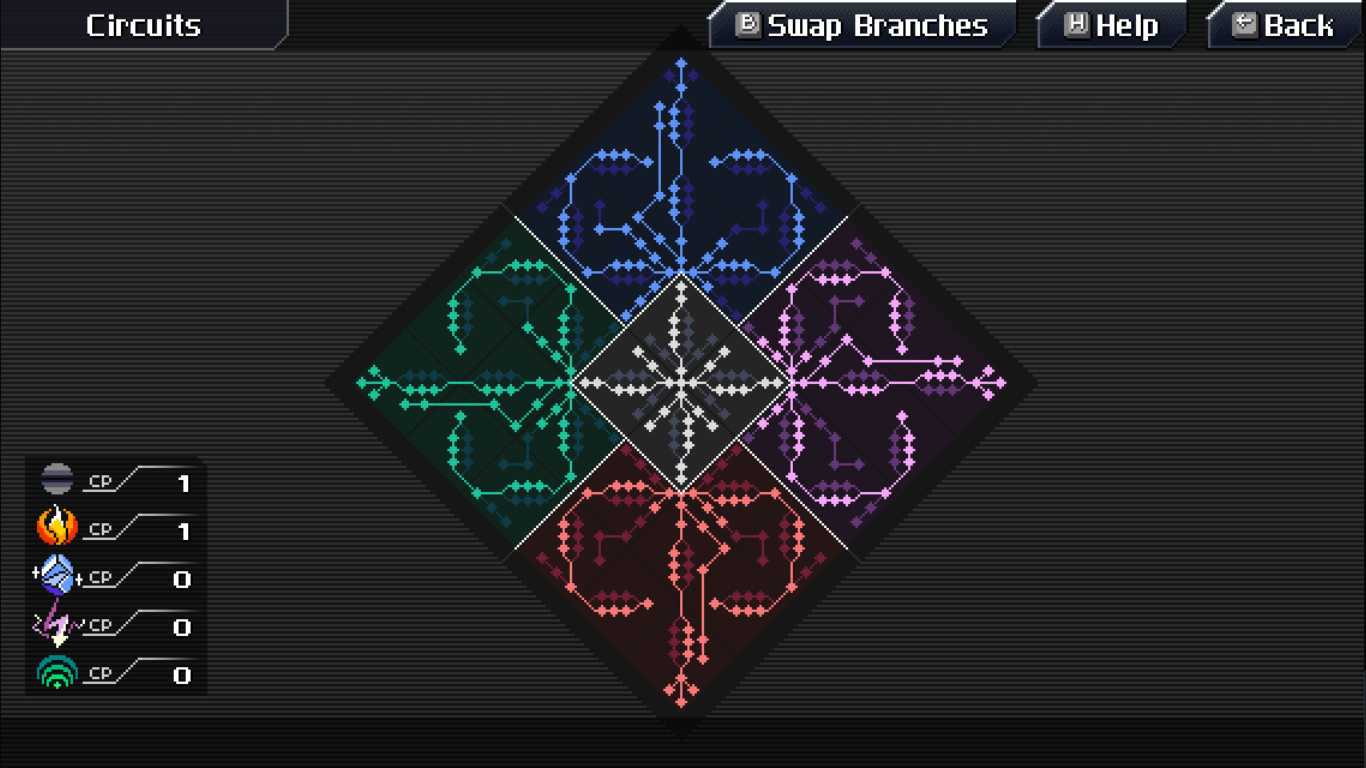 Circuits
B Swap Branches
H Help
← Back
CP 1
CP 1
CP 0
CP 0
CP 0